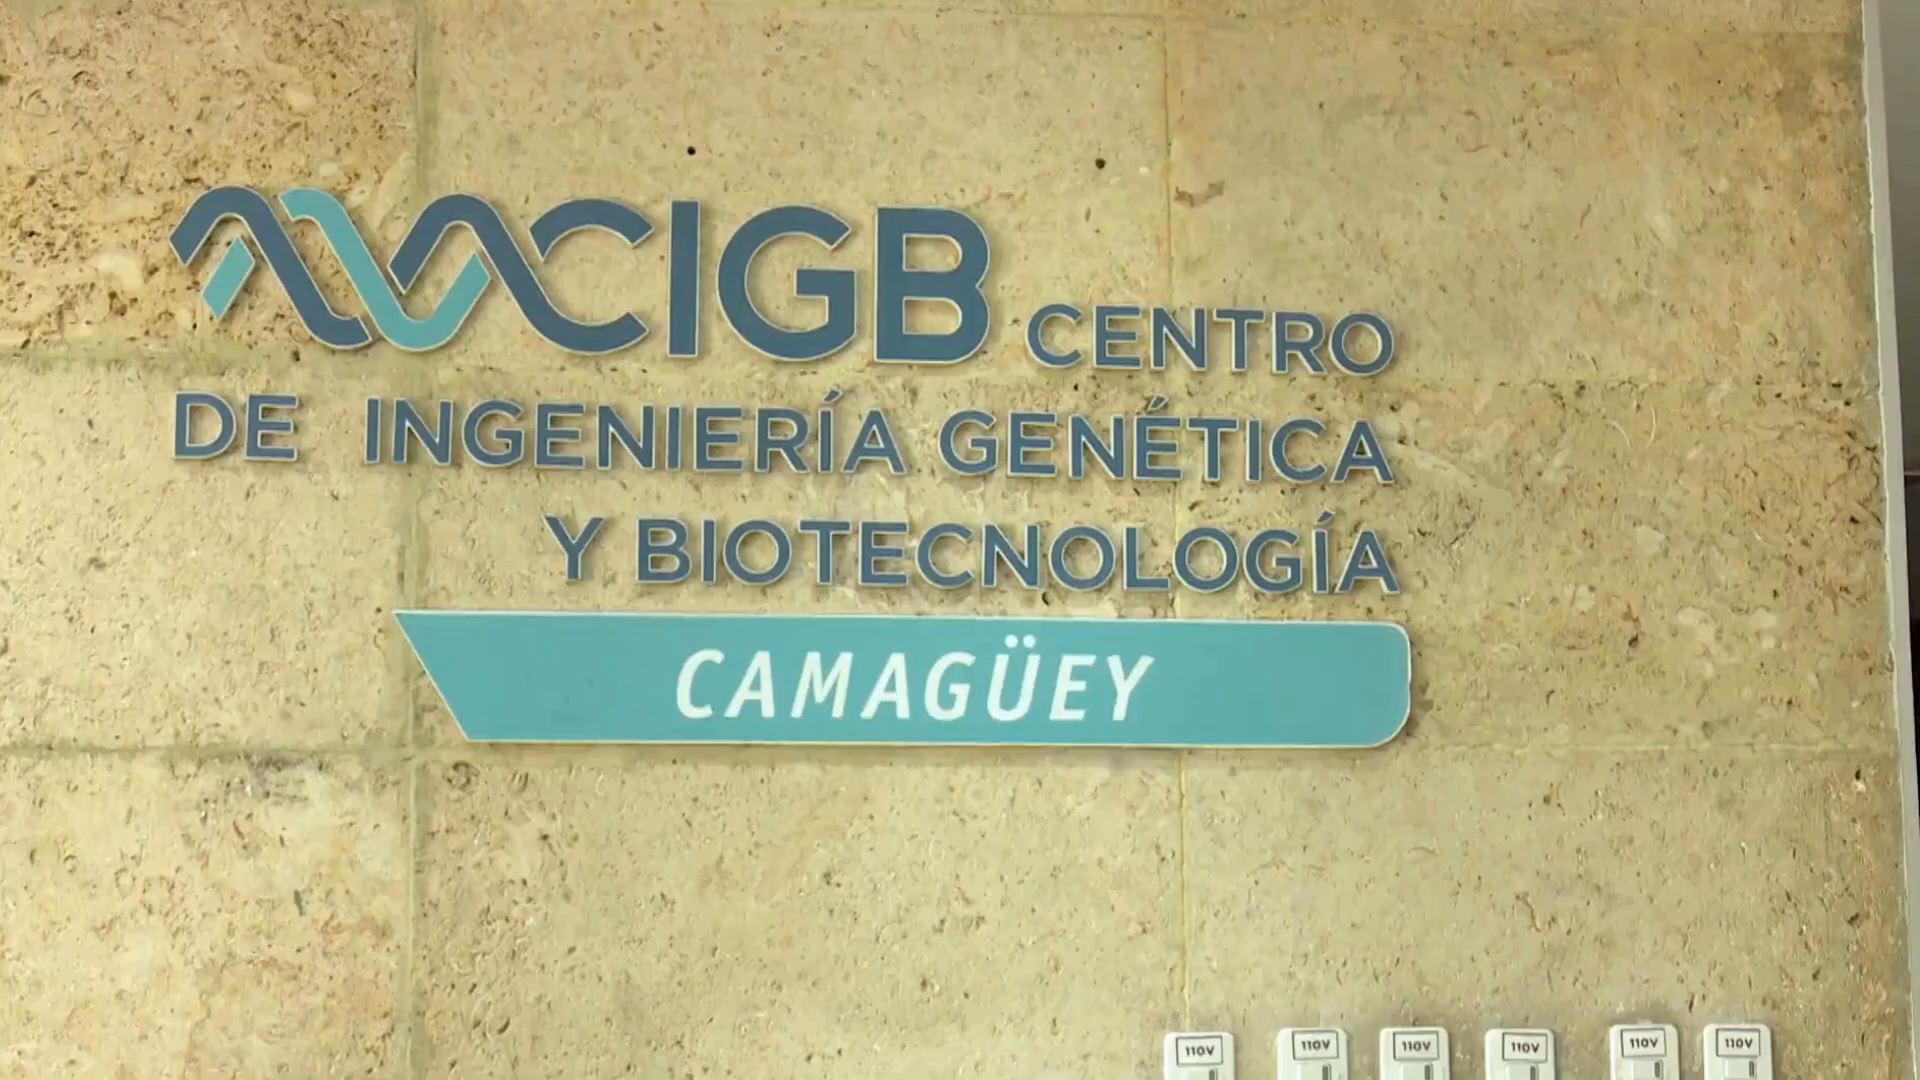 CIGB CENTRO
DE INGENIERÍA GENÉTICA
Y BIOTECNOLOGÍA
CAMAGÜEY
110V 110V 110V 110V 110V 110V